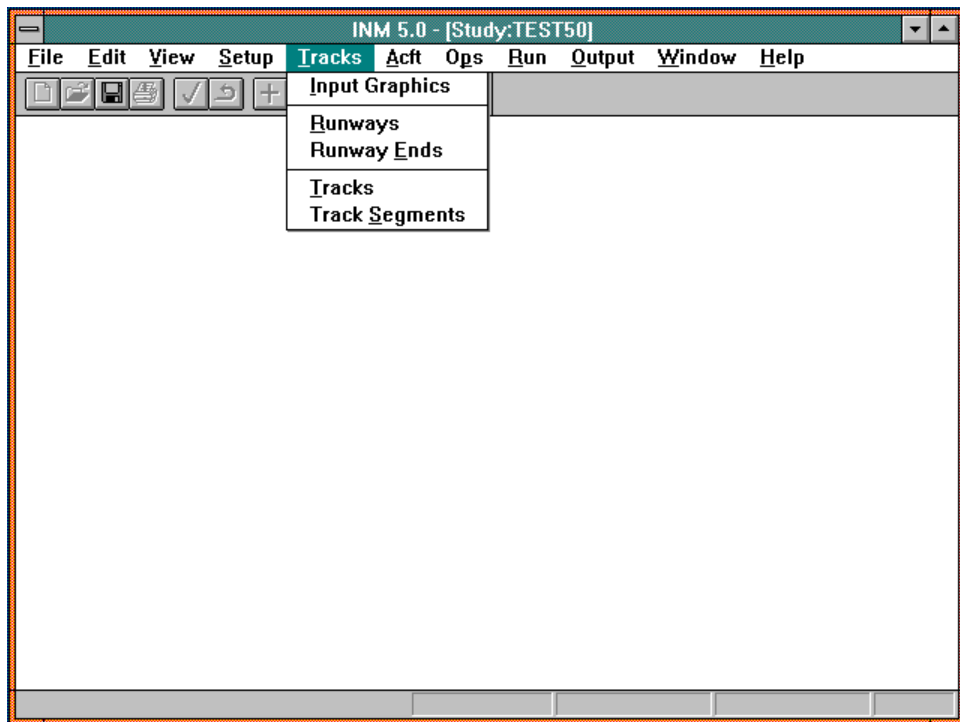 INM 5.0 - [Study:TEST50]
File Edit View Setup Tracks Acft Ops Run Output Window Help
Input Graphics
Runways
Runway Ends
Tracks
Track Segments